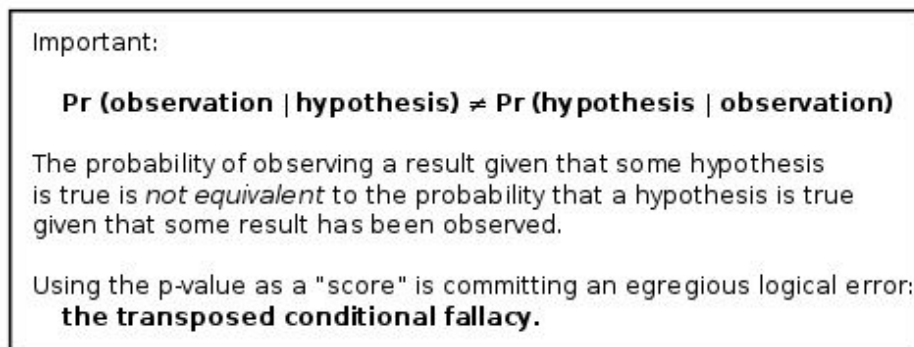 Important:
Pr (observation | hypothesis) ≠ Pr (hypothesis | observation)
The probability of observing a result given that some hypothesis
is true is not equivalent to the probability that a hypothesis is true
given that some result has been observed.
Using the p-value as a "score" is committing an egregious logical error:
the transposed conditional fallacy.